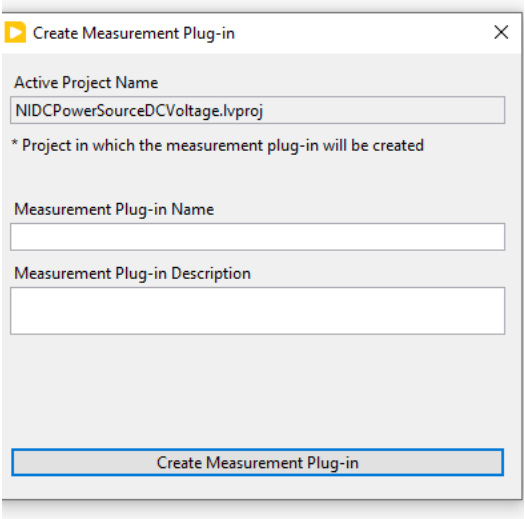 Create Measurement Plug-in
Active Project Name
NIDCPowerSourceDCVoltage.lvproj
* Project in which the measurement plug-in will be created
Measurement Plug-in Name
Measurement Plug-in Description
Create Measurement Plug-in